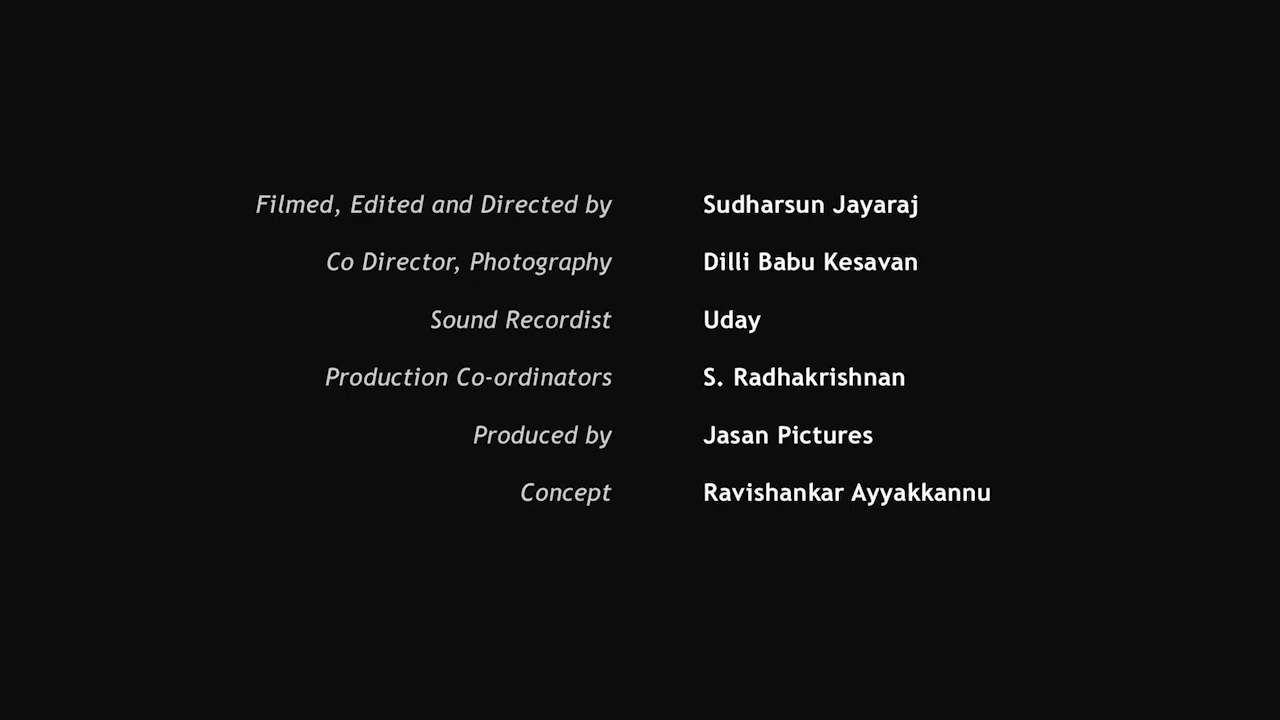 Filmed, Edited and Directed by Sudharsun Jayaraj
Co Director, Photography Dilli Babu Kesavan
Sound Recordist Uday
Production Co-ordinators S. Radhakrishnan
Produced by Jasan Pictures
Concept Ravishankar Ayyakkannu